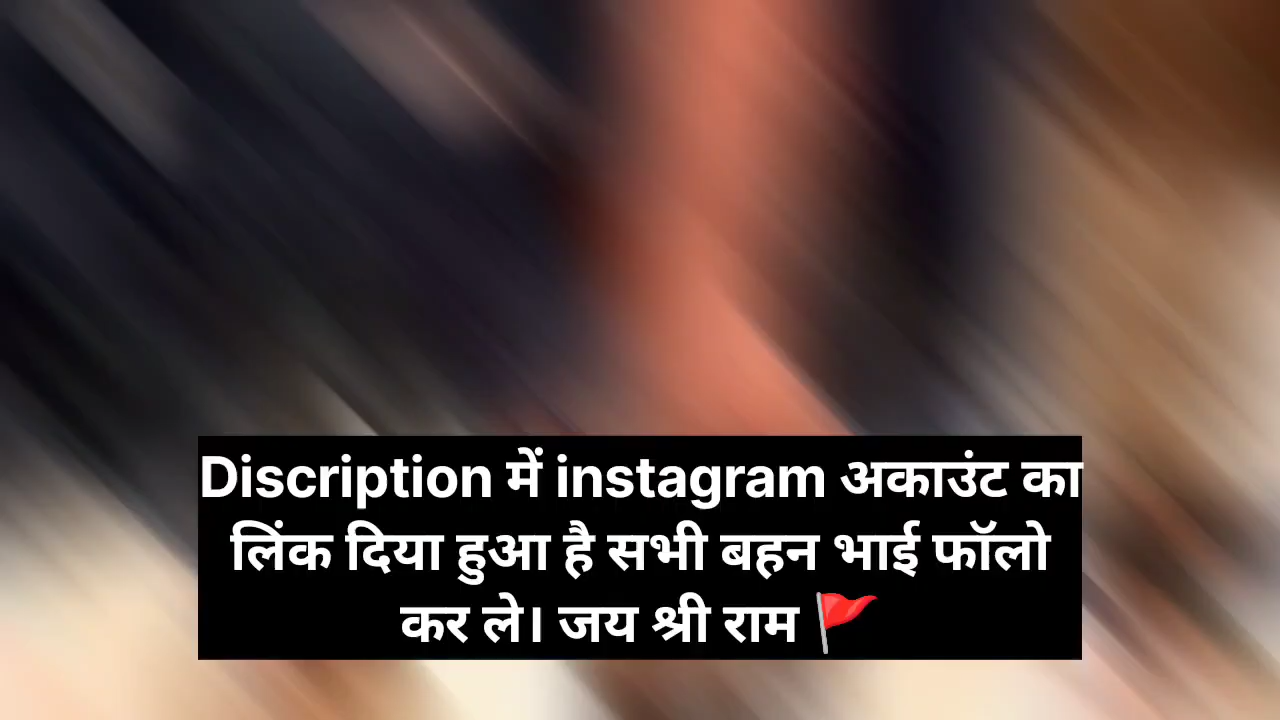 Discription में instagram अकाउंट का
लिंक दिया हुआ है सभी बहन भाई फॉलो
कर ले। जय श्री राम 🚩